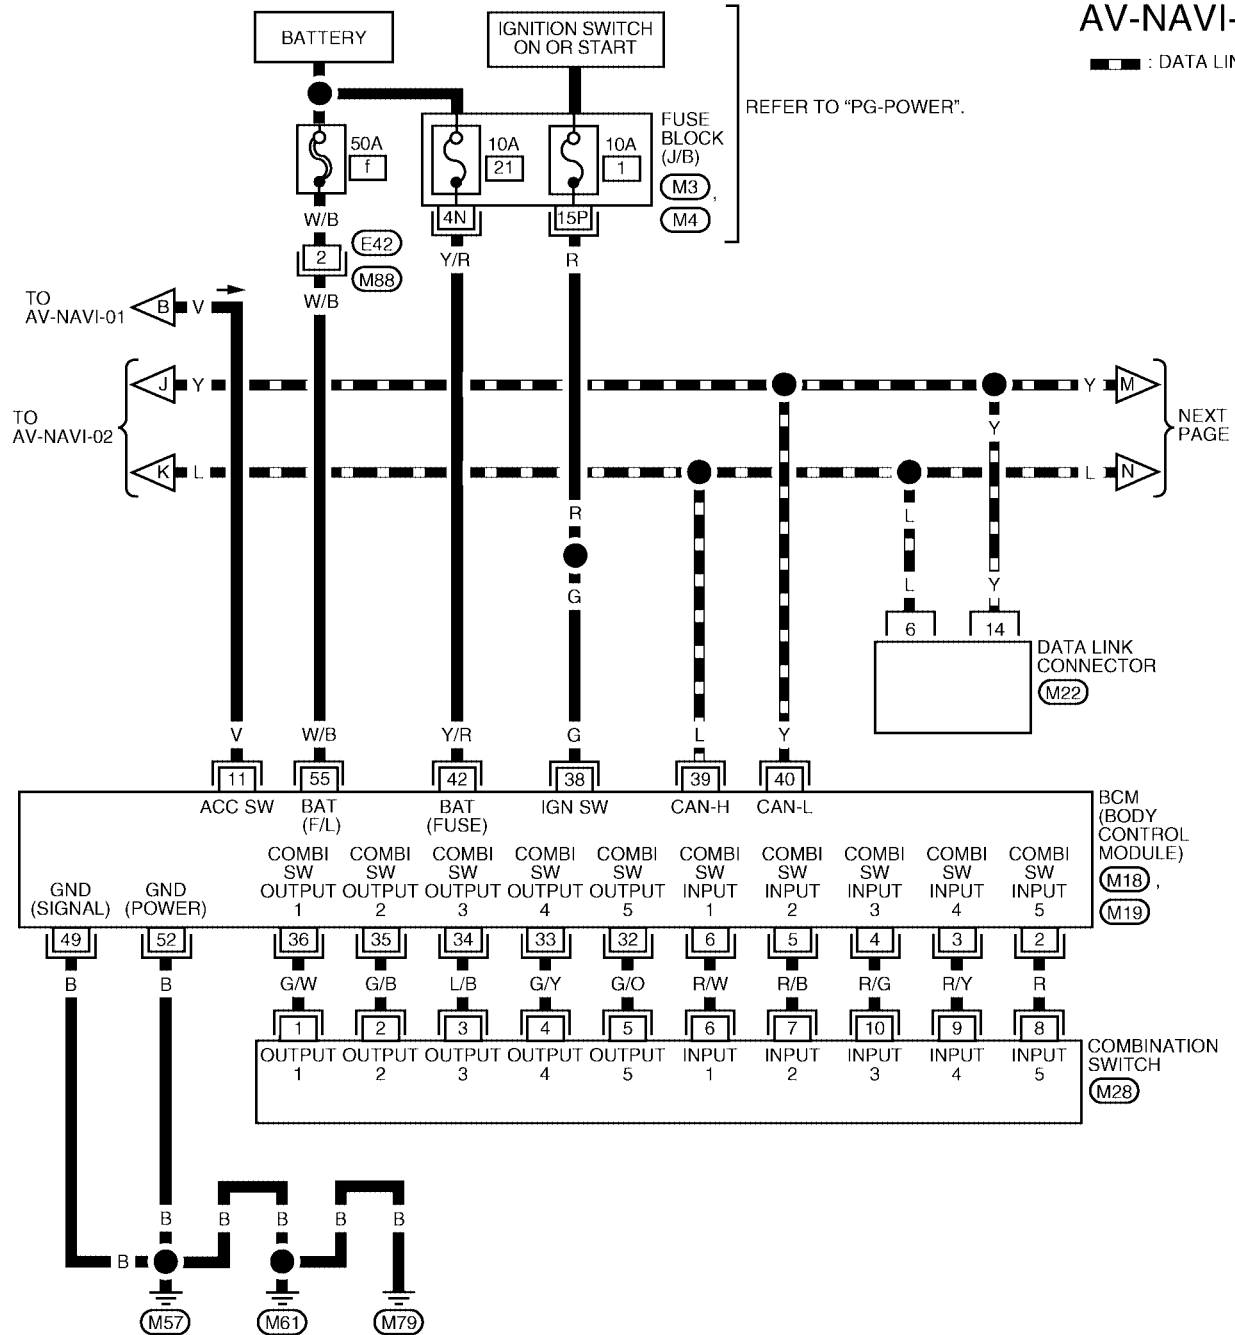 AV-NAVI-
: DATA LIN
BATTERY
IGNITION SWITCH
ON OR START
REFER TO “PG-POWER”.
50A
f
10A
21
10A
1
FUSE
BLOCK
(J/B)
M3 ,
M4
W/B
4N
15P
2
E42
M88
Y/R
R
W/B
TO
AV-NAVI-01
B
V
J
Y
Y
M
TO
AV-NAVI-02
NEXT
PAGE
Y
K
L
L
N
R
L
G
L
Y
6
14
DATA LINK
CONNECTOR
M22
V
W/B
Y/R
G
L
Y
11
55
42
38
39
40
ACC SW
BAT
(F/L)
BAT
(FUSE)
IGN SW
CAN-H
CAN-L
BCM
(BODY
CONTROL
MODULE)
M18 ,
M19
GND
(SIGNAL)
GND
(POWER)
COMBI
SW
OUTPUT
1
COMBI
SW
OUTPUT
2
COMBI
SW
OUTPUT
3
COMBI
SW
OUTPUT
4
COMBI
SW
OUTPUT
5
COMBI
SW
INPUT
1
COMBI
SW
INPUT
2
COMBI
SW
INPUT
3
COMBI
SW
INPUT
4
COMBI
SW
INPUT
5
49
52
36
35
34
33
32
6
5
4
3
2
B
B
G/W
G/B
L/B
G/Y
G/O
R/W
R/B
R/G
R/Y
R
1
2
3
4
5
6
7
10
9
8
OUTPUT
1
OUTPUT
2
OUTPUT
3
OUTPUT
4
OUTPUT
5
INPUT
1
INPUT
2
INPUT
3
INPUT
4
INPUT
5
COMBINATION
SWITCH
M28
B
B
B
B
B
B
M57
M61
M79